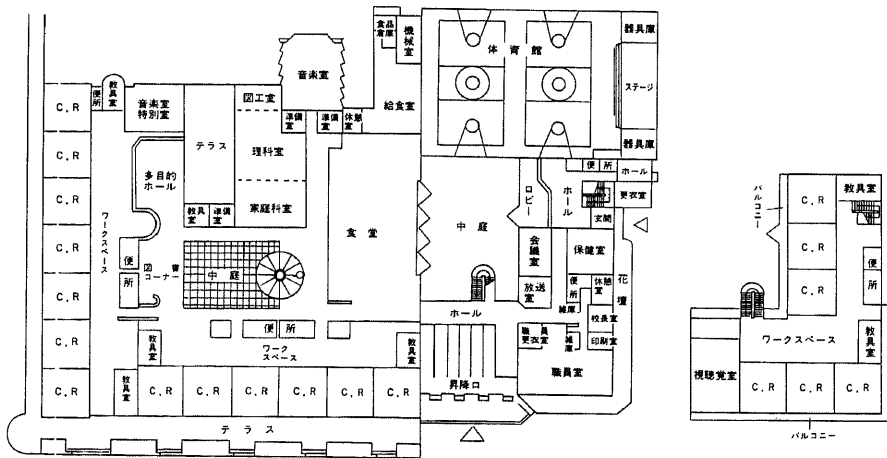 食品
倉庫
機械室
体育館
器具庫
ステージ
器具庫
音楽室
給食室
C.R
便所
教具室
音楽室
特別室
図工室
準備室
準備室
休憩室
テラス
理科室
家庭科室
教具室
準備室
C.R
C.R
C.R
C.R
C.R
C.R
多目的
ホール
ワークスペース
便所
図書
コーナー
中庭
食堂
中庭
ロビー
ホール
便所
ホール
更衣室
玄関
会議室
保健室
放送室
便所
休憩室
花壇
倉庫
校長室
印刷室
職員
更衣室
倉庫
職員室
ホール
昇降口
便所
ワーク
スペース
教具室
教具室
教具室
C.R
C.R
C.R
C.R
C.R
C.R
テラス
バルコニー
C.R
教具室
C.R
C.R
便所
ワークスペース
教具室
視聴覚室
C.R
C.R
C.R
バルコニー